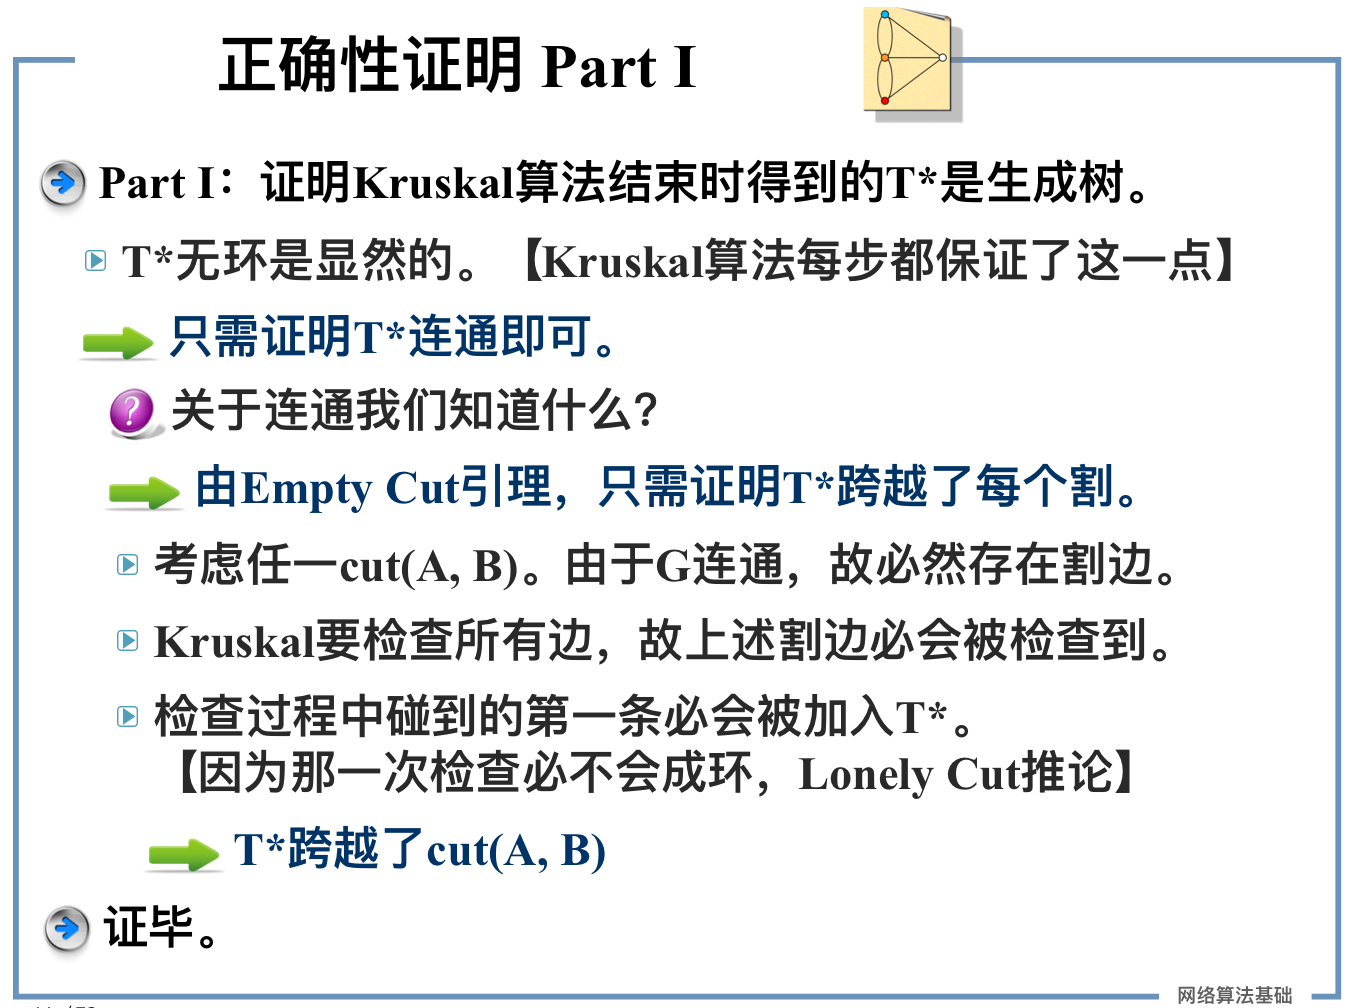 正确性证明 Part I
Part I：证明Kruskal算法结束时得到的T*是生成树。
T*无环是显然的。【Kruskal算法每步都保证了这一点】
只需证明T*连通即可。
关于连通我们知道什么?
由Empty Cut引理，只需证明T*跨越了每个割。
考虑任一cut(A, B)。由于G连通，故必然存在割边。
Kruskal要检查所有边，故上述割边必会被检查到。
检查过程中碰到的第一条必会被加入T*。
【因为那一次检查必不会成环，Lonely Cut推论】
T*跨越了cut(A, B)
证毕。
网络算法基础